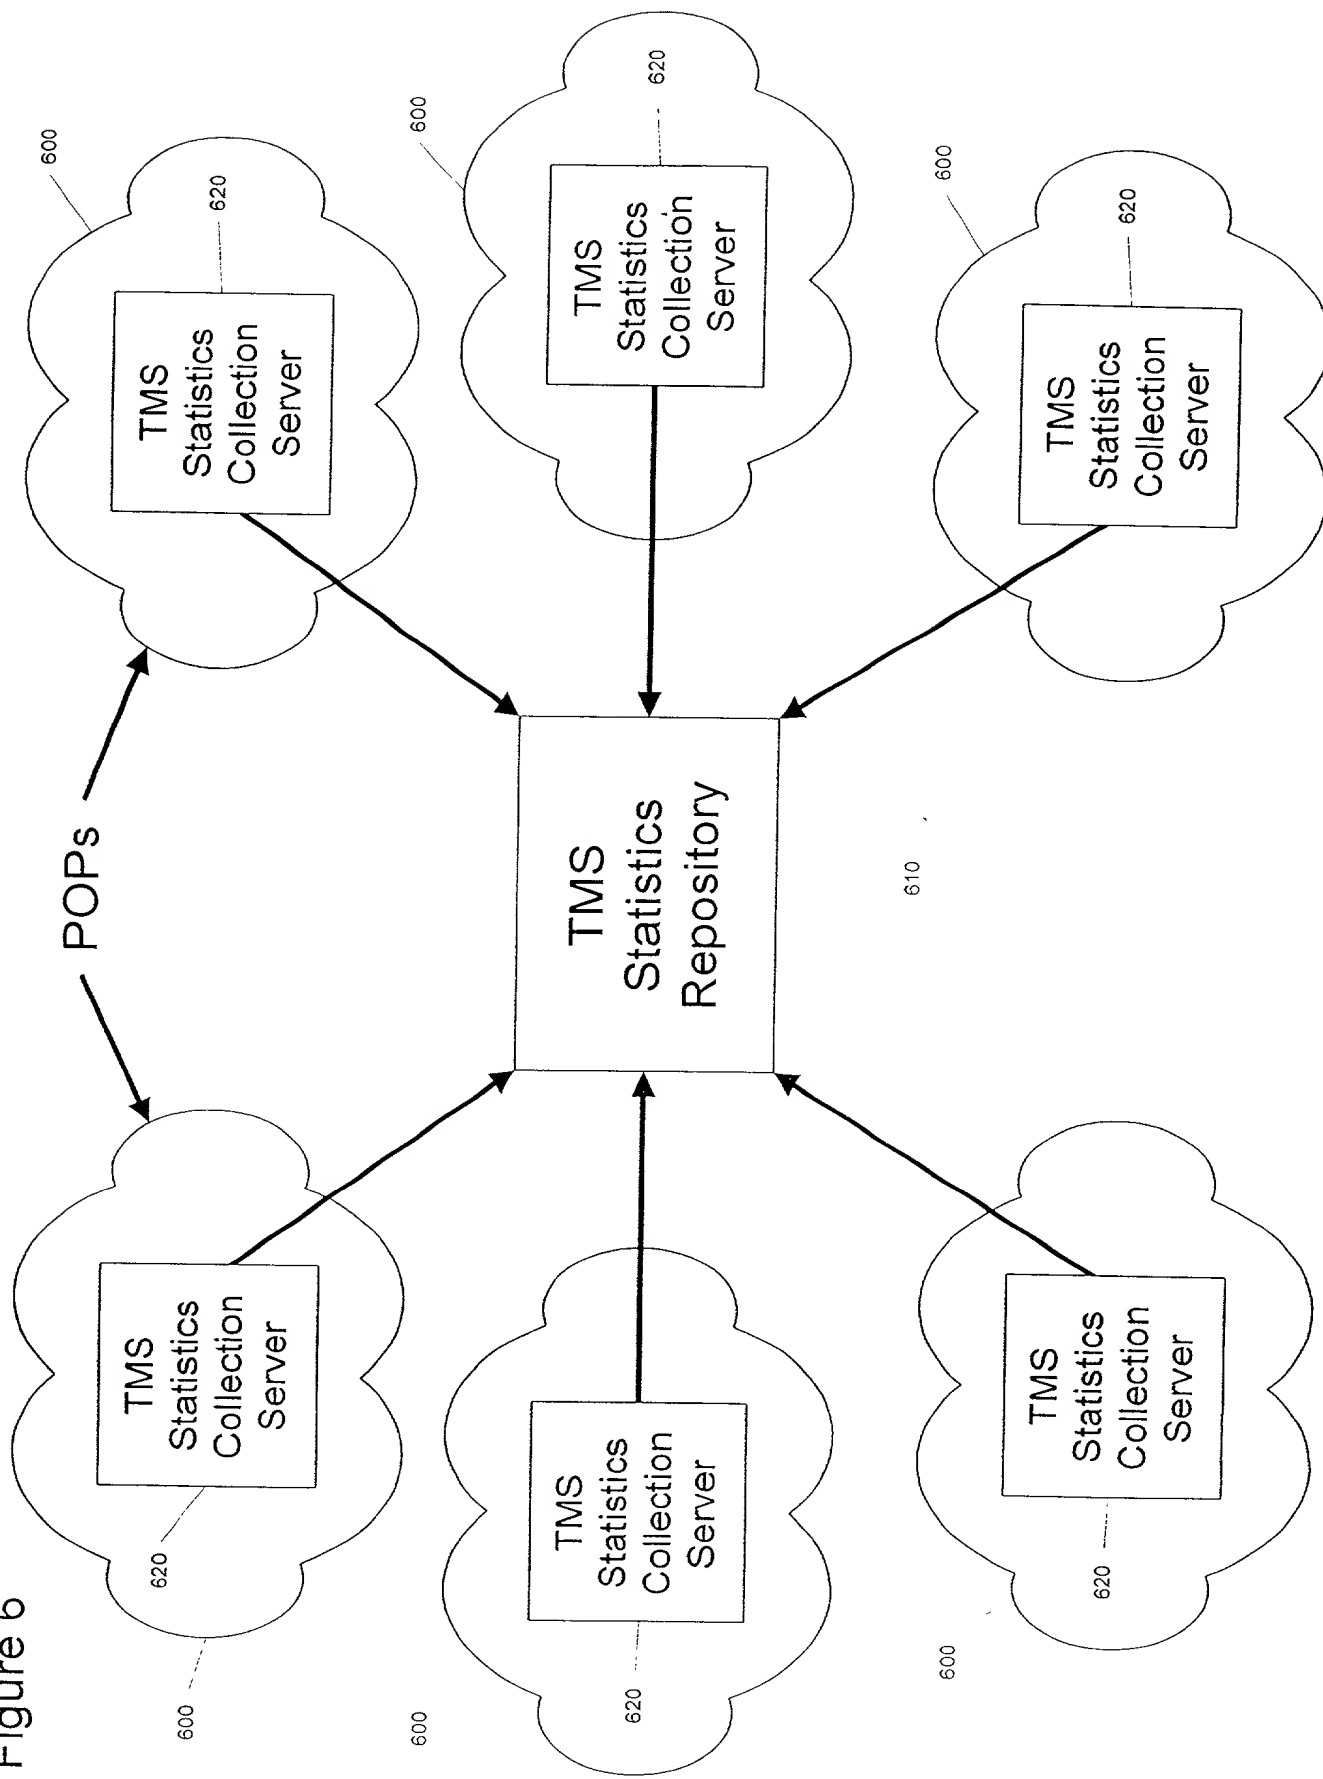 Figure 6
600
POPs
TMS
Statistics
Collection
Server
620
600
TMS
Statistics
Collection
Server
620
600
TMS
Statistics
Collection
Server
620
TMS
Statistics
Repository
600
TMS
Statistics
Collection
Server
620
610
600
TMS
Statistics
Collection
Server
620
600
TMS
Statistics
Collection
Server
620